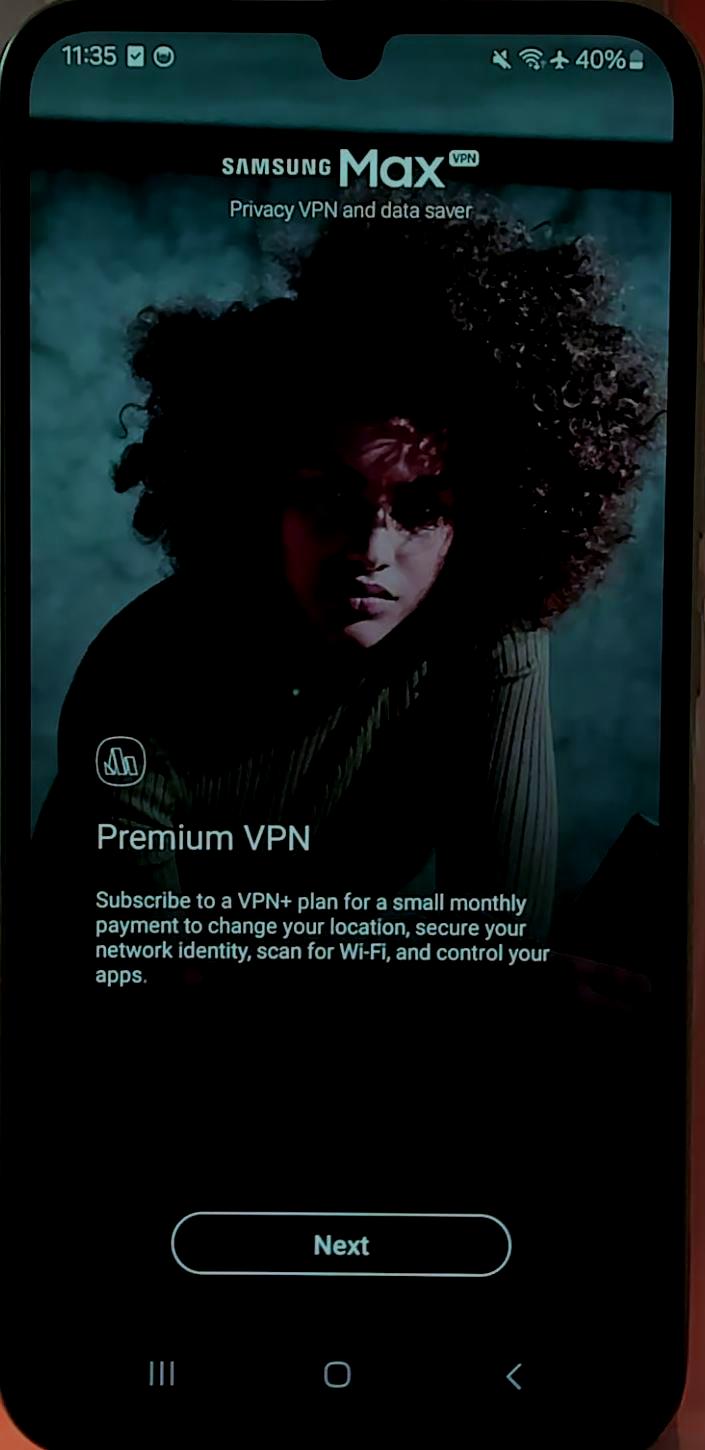 11:35 40%
SAMSUNG Max VPN
Privacy VPN and data saver
Premium VPN
Subscribe to a VPN+ plan for a small monthly
payment to change your location, secure your
network identity, scan for Wi-Fi, and control your
apps.
Next